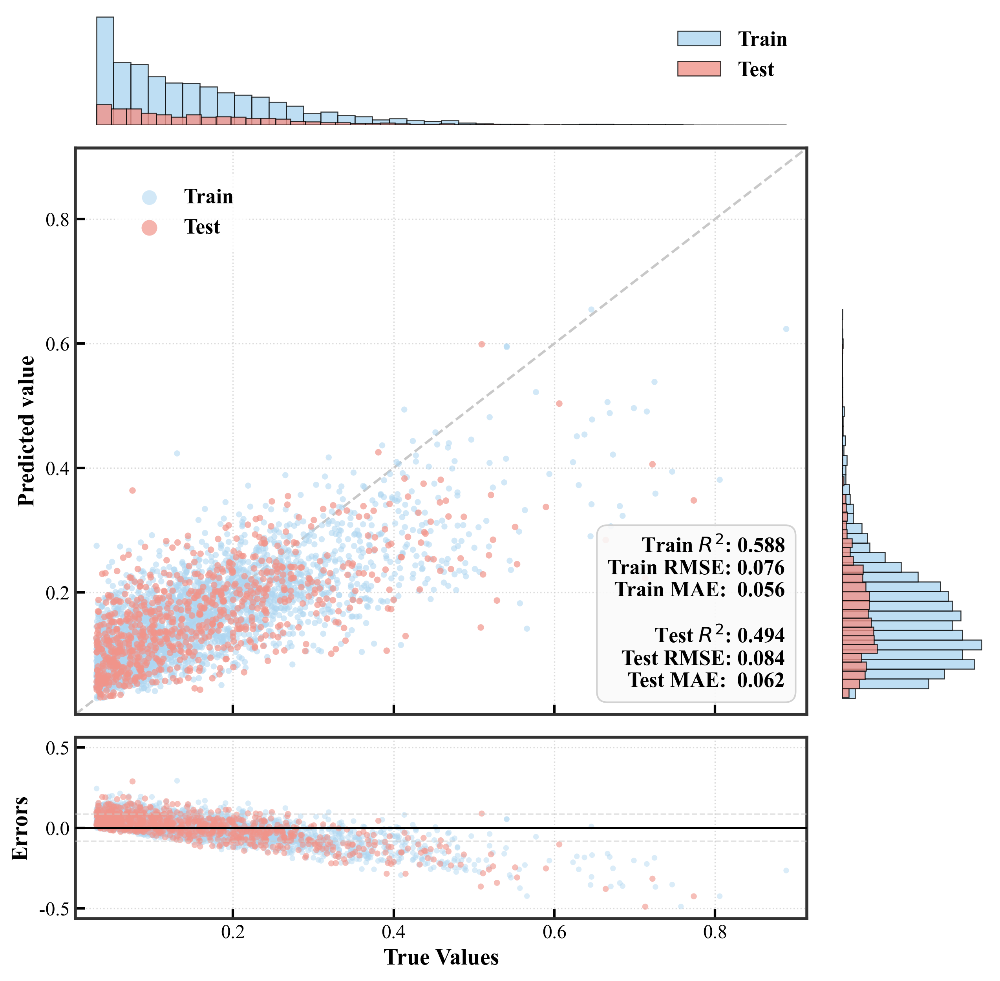 Train
Test
Train
Test
0.8
0.6
0.4
0.2
Predicted value
Train R²: 0.588
Train RMSE: 0.076
Train MAE: 0.056
Test R²: 0.494
Test RMSE: 0.084
Test MAE: 0.062
0.5
0.0
-0.5
Errors
0.2 0.4 0.6 0.8
True Values